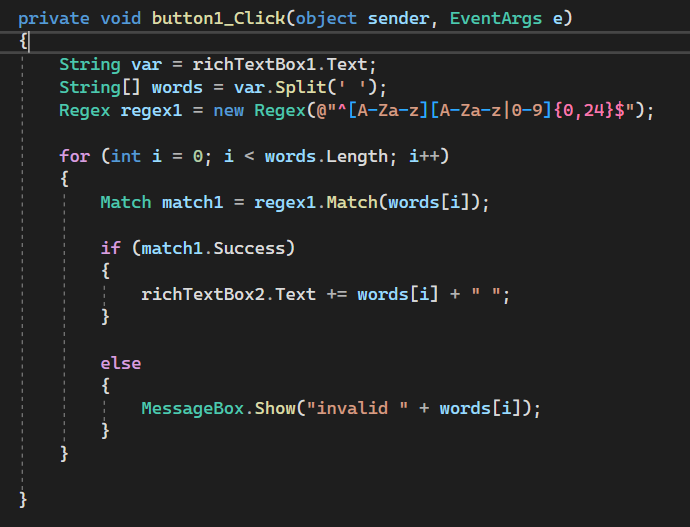 private void button1_Click(object sender, EventArgs e)
{
    String var = richTextBox1.Text;
    String[] words = var.Split(' ');
    Regex regex1 = new Regex(@"^[A-Za-z][A-Za-z|0-9]{0,24}$");
    for (int i = 0; i < words.Length; i++)
    {
        Match match1 = regex1.Match(words[i]);
        if (match1.Success)
        {
            richTextBox2.Text += words[i] + " ";
        }
        else
        {
            MessageBox.Show("invalid " + words[i]);
        }
    }
}